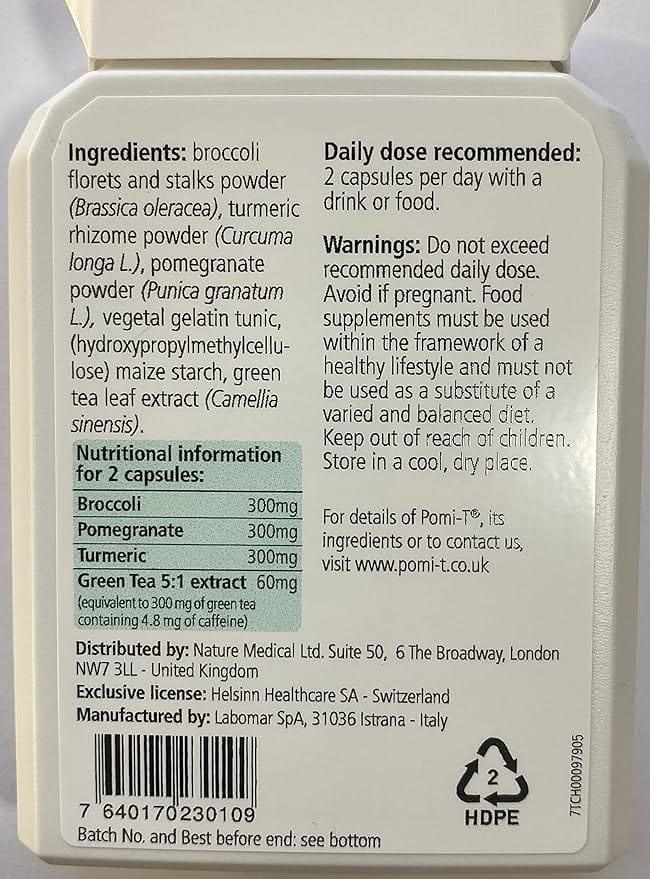 Ingredients: broccoli
florets and stalks powder
(Brassica oleracea), turmeric
rhizome powder (Curcuma
longa L.), pomegranate
powder (Punica granatum
L.), vegetal gelatin tunic,
(hydroxypropylmethylcellu-
lose) maize starch, green
tea leaf extract (Camellia
sinensis).
Nutritional information
for 2 capsules:
Broccoli 300mg
Pomegranate 300mg
Turmeric 300mg
Green Tea 5:1 extract 60mg
(equivalent to 300 mg of green tea
containing 4.8 mg of caffeine)
Daily dose recommended:
2 capsules per day with a
drink or food.
Warnings: Do not exceed
recommended daily dose.
Avoid if pregnant. Food
supplements must be used
within the framework of a
healthy lifestyle and must not
be used as a substitute of a
varied and balanced diet.
Keep out of reach of children.
Store in a cool, dry place.
For details of Pomi-T®, its
ingredients or to contact us,
visit www.pomi-t.co.uk
Distributed by: Nature Medical Ltd. Suite 50, 6 The Broadway, London
NW7 3LL - United Kingdom
Exclusive license: Helsinn Healthcare SA - Switzerland
Manufactured by: Labomar SpA, 31036 Istrana - Italy
7 640170230109
Batch No. and Best before end: see bottom
2
HDPE
7TCH00097905